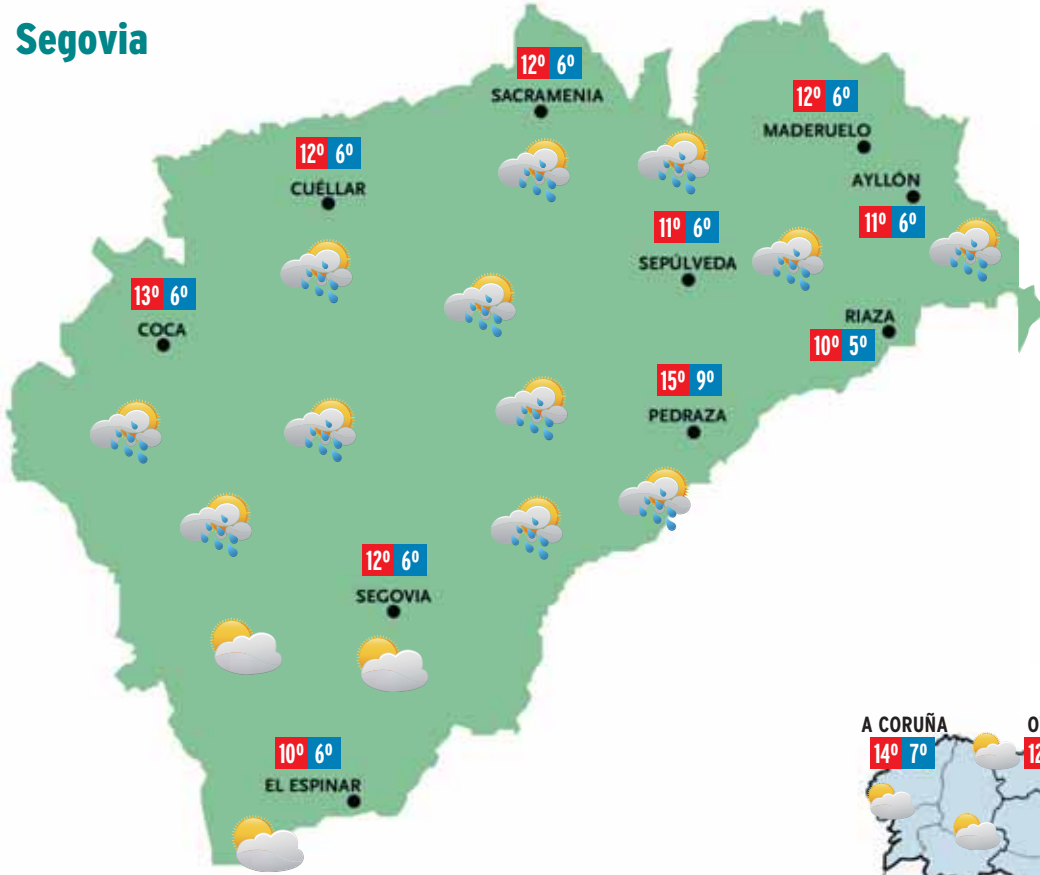 Segovia
12º 6º
SACRAMENIA
12º 6º
MADERUELO
12º 6º
CUÉLLAR
AYLLÓN
11º 6º
11º 6º
SEPÚLVEDA
13º 6º
COCA
RIAZA
10º 5º
15º 9º
PEDRAZA
12º 6º
SEGOVIA
10º 6º
EL ESPINAR
A CORUÑA
14º 7º
O
12